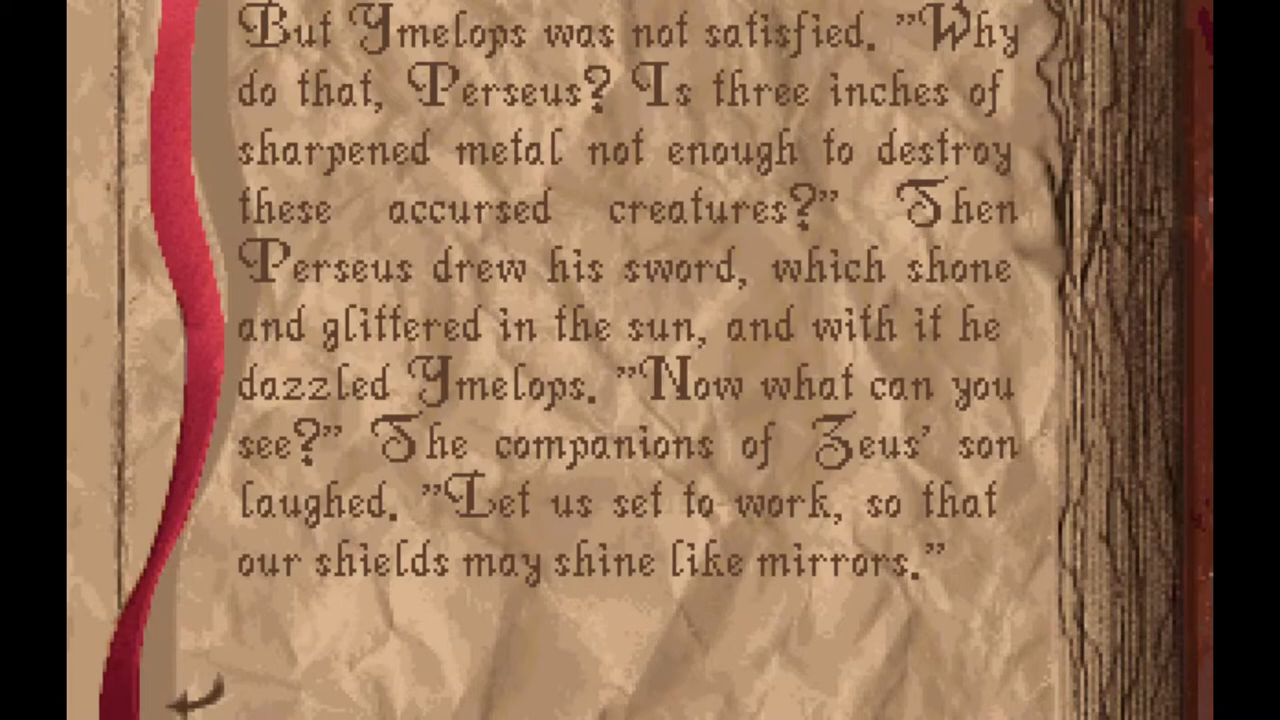 But Ymelops was not satisfied. ”Why
do that, Perseus? Is three inches of
sharpened metal not enough to destroy
these accursed creatures?” Then
Perseus drew his sword, which shone
and glittered in the sun, and with it he
dazzled Ymelops. ”Now what can you
see?” The companions of Zeus’ son
laughed. ”Let us set to work, so that
our shields may shine like mirrors.”